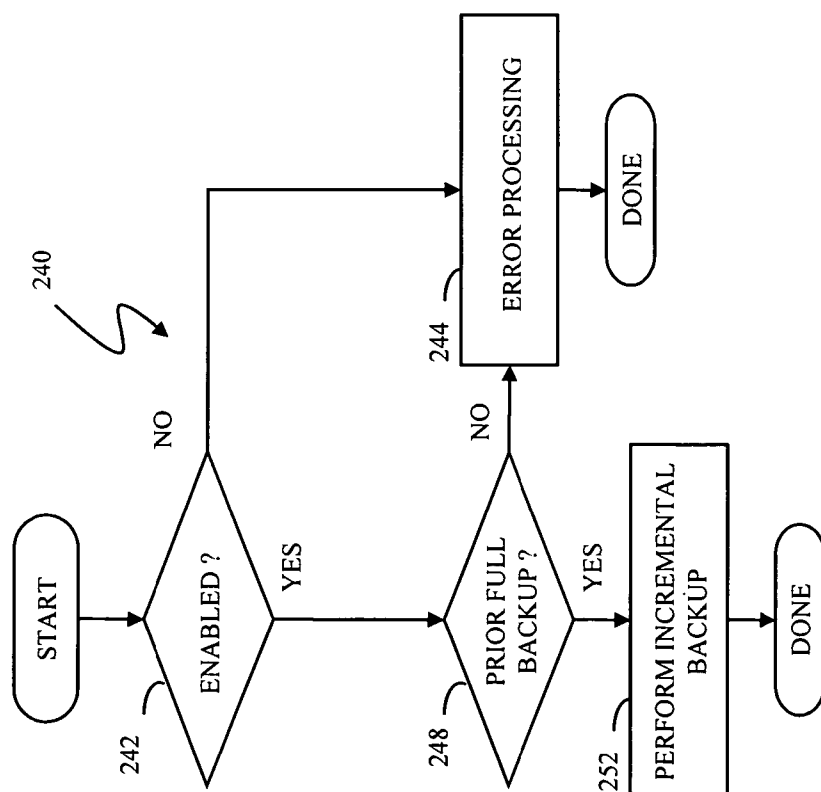 START
240
242
ENABLED ?
NO
YES
248
PRIOR FULL
BACKUP ?
NO
YES
244
ERROR PROCESSING
DONE
252
PERFORM INCREMENTAL
BACKUP
DONE